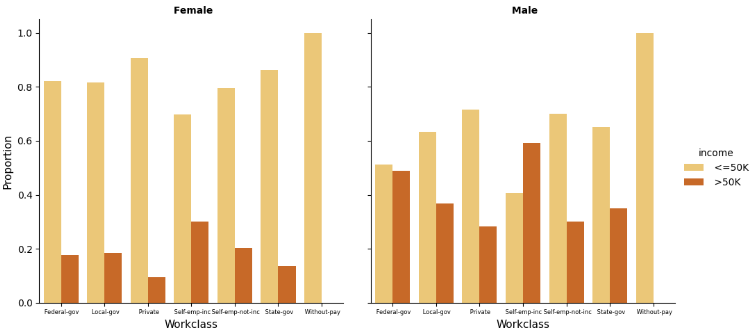 Female
Male
1.0
0.8
0.6
0.4
0.2
0.0
Proportion
Federal-gov Local-gov Private Self-emp-inc Self-emp-not-inc State-gov Without-pay
Workclass
Federal-gov Local-gov Private Self-emp-inc Self-emp-not-inc State-gov Without-pay
Workclass
income
<=50K
>50K